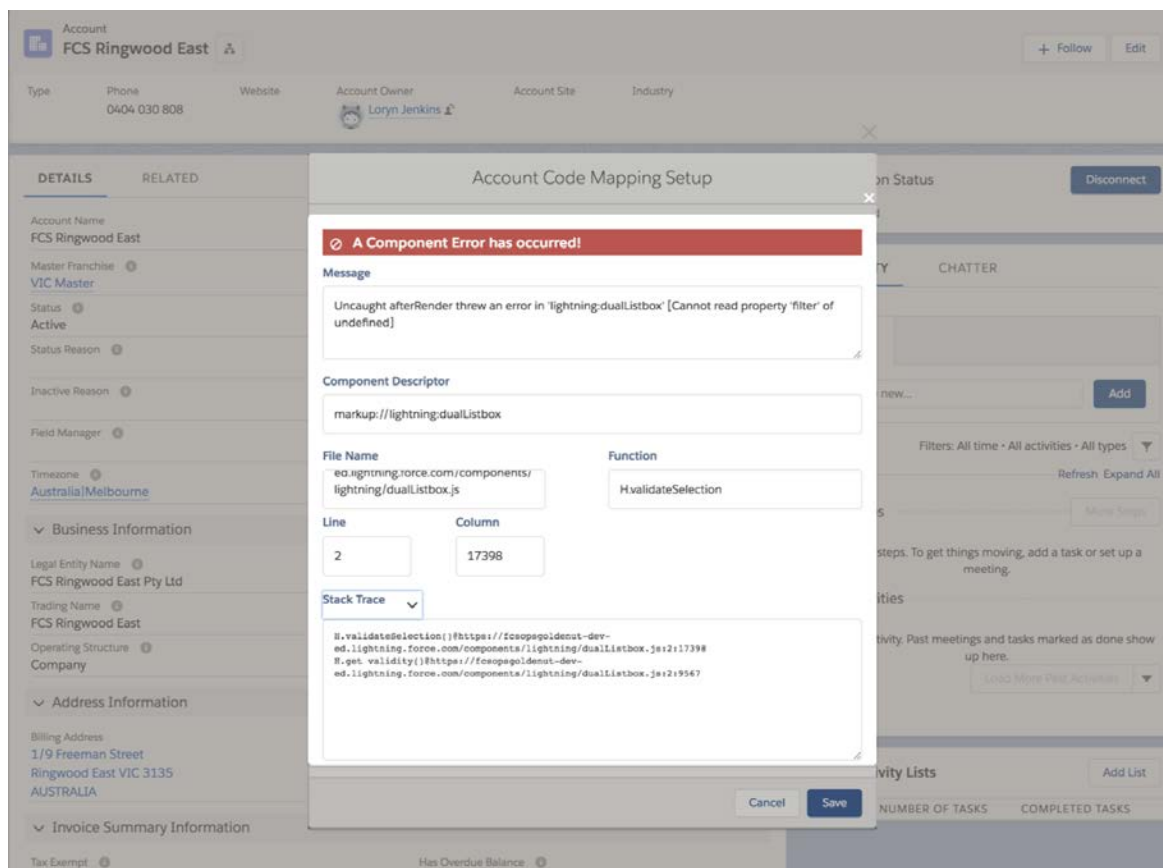 Account
FCS Ringwood East
+ Follow
Edit
Type
Phone
Website
Account Owner
Account Site
Industry
0404 030 808
Loryn Jenkins
DETAILS
RELATED
Account Name
FCS Ringwood East
Master Franchise
VIC Master
Status
Active
Status Reason
Inactive Reason
Field Manager
Timezone
Australia|Melbourne
Business Information
Legal Entity Name
FCS Ringwood East Pty Ltd
Trading Name
FCS Ringwood East
Operating Structure
Company
Address Information
Billing Address
1/9 Freeman Street
Ringwood East VIC 3135
AUSTRALIA
Invoice Summary Information
Tax Exempt
Has Overdue Balance
Account Code Mapping Setup
A Component Error has occurred!
Message
Uncaught afterRender threw an error in 'lightning:dualListbox' [Cannot read property 'filter' of
undefined]
Component Descriptor
markup://lightning:dualListbox
File Name
Function
ed.lightning.force.com/components/
lightning/dualListbox.js
H.validateSelection
Line
Column
2
17398
Stack Trace
H.validateSelection()@https://fcsopsgoldenut-dev-
ed.lightning.force.com/components/lightning/dualListbox.js:2:17398
H.get validity()@https://fcsopsgoldenut-dev-
ed.lightning.force.com/components/lightning/dualListbox.js:2:9567
Cancel
Save
on Status
Disconnect
TY
CHATTER
new...
Add
Filters: All time • All activities • All types
Refresh Expand All
More Steps
steps. To get things moving, add a task or set up a
meeting.
ities
tivity. Past meetings and tasks marked as done show
up here.
Load More Past Activities
vity Lists
Add List
NUMBER OF TASKS
COMPLETED TASKS